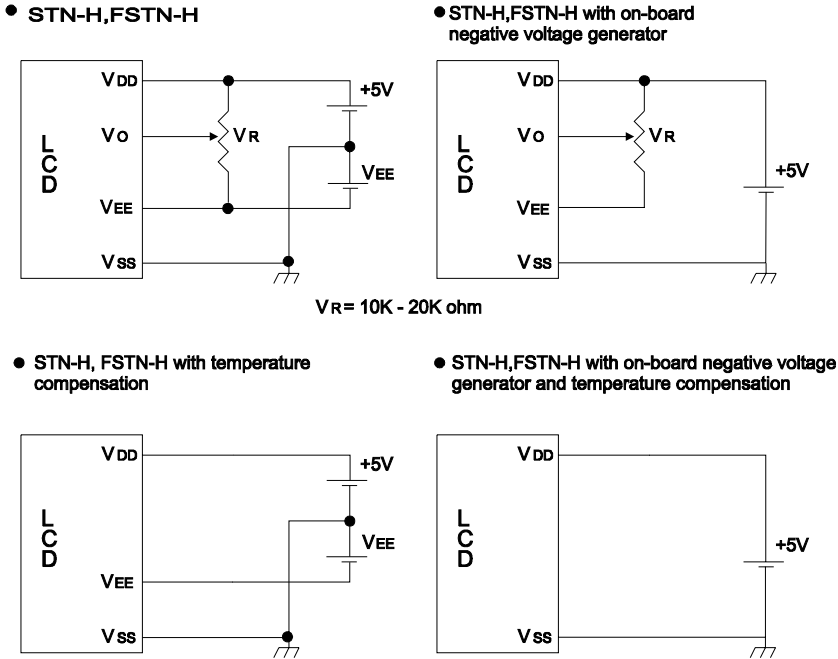 ● STN-H,FSTN-H
● STN-H,FSTN-H with on-board
negative voltage generator
LCD
VDD
VO
VEE
VSS
VR
+5V
VEE
LCD
VDD
VO
VEE
VSS
VR
+5V
VR= 10K - 20K ohm
● STN-H, FSTN-H with temperature
compensation
● STN-H,FSTN-H with on-board negative voltage
generator and temperature compensation
LCD
VDD
VEE
VSS
+5V
VEE
LCD
VDD
VSS
+5V